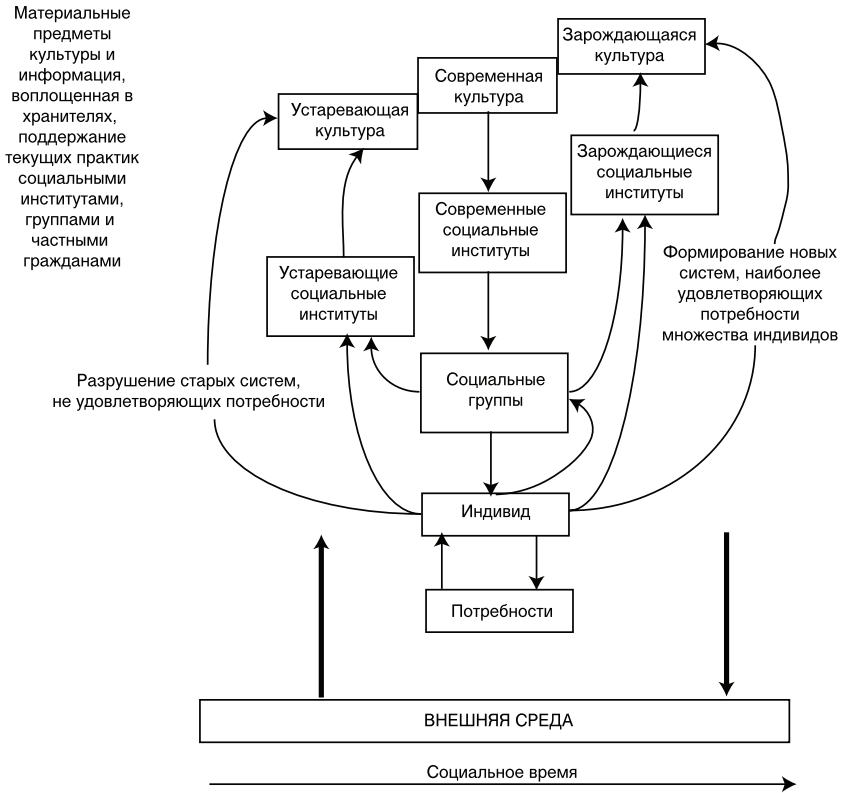 Материальные
предметы
культуры и
информация,
воплощенная в
хранителях,
поддержание
текущих практик
социальными
институтами,
группами и
частными
гражданами
Зарождающаяся
культура
Современная
культура
Устаревающая
культура
Зарождающиеся
социальные
институты
Современные
социальные
институты
Устаревающие
социальные
институты
Формирование новых
систем, наиболее
удовлетворяющих
потребности
множества индивидов
Социальные
группы
Разрушение старых систем,
не удовлетворяющих потребности
Индивид
Потребности
ВНЕШНЯЯ СРЕДА
Социальное время